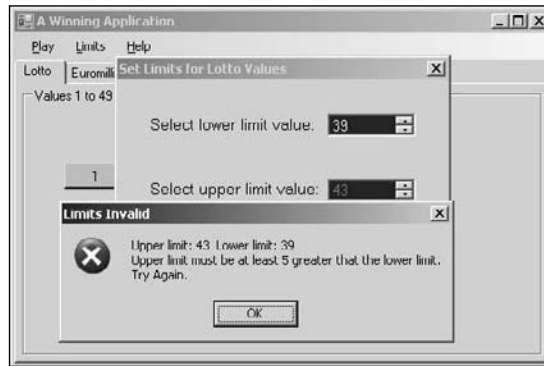 A Winning Application
Play Limits Help
Lotto Euromilli
Set Limits for Lotto Values
Values 1 to 49
Select lower limit value: 39
1
Select upper limit value: 43
Limits Invalid
Upper limit: 43 Lower limit: 39
Upper limit must be at least 5 greater that the lower limit.
Try Again.
OK